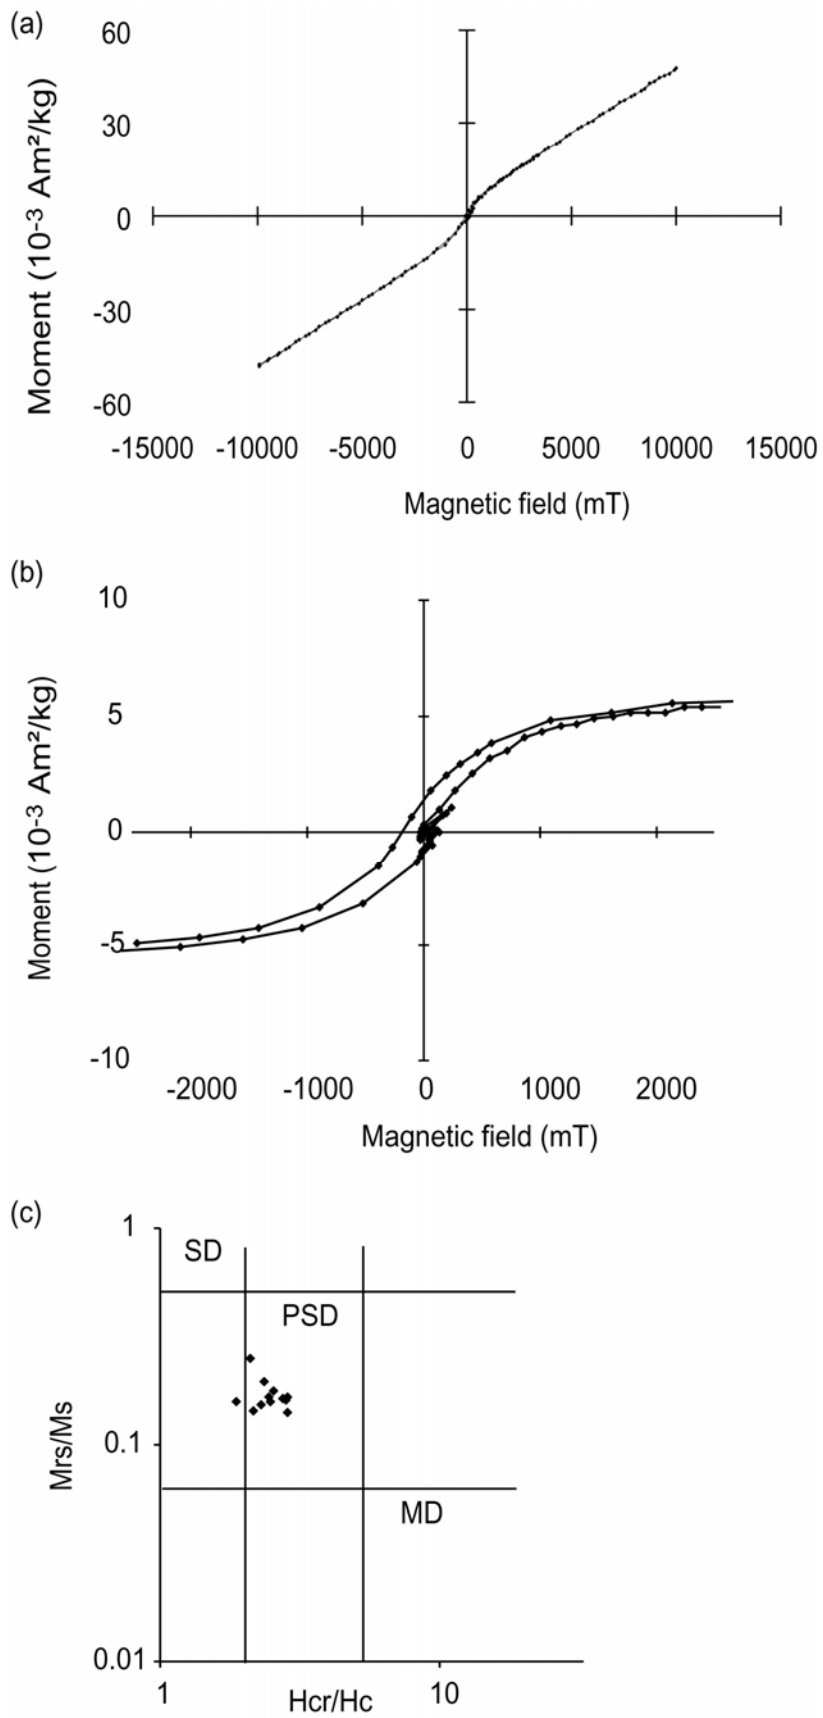 (a)
60
30
0
-30
-60
Moment (10⁻³ Am²/kg)
-15000 -10000 -5000 0 5000 10000 15000
Magnetic field (mT)
(b)
10
5
0
-5
-10
Moment (10⁻³ Am²/kg)
-2000 -1000 0 1000 2000
Magnetic field (mT)
(c)
1
SD
PSD
0.1
Mrs/Ms
MD
0.01
1 10
Hcr/Hc